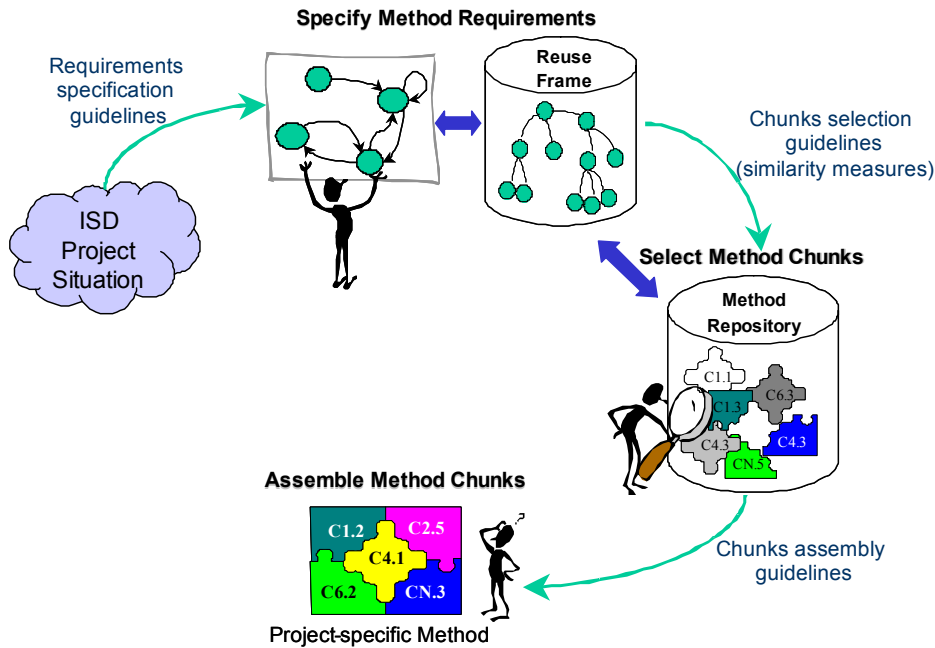 Specify Method Requirements
Requirements
specification
guidelines
Reuse
Frame
Chunks selection
guidelines
(similarity measures)
ISD
Project
Situation
Select Method Chunks
Method
Repository
C1.1
C6.3
C1.3
C4.3
C4.3
CN.5
Assemble Method Chunks
C1.2
C2.5
C4.1
C6.2
CN.3
Chunks assembly
guidelines
Project-specific Method